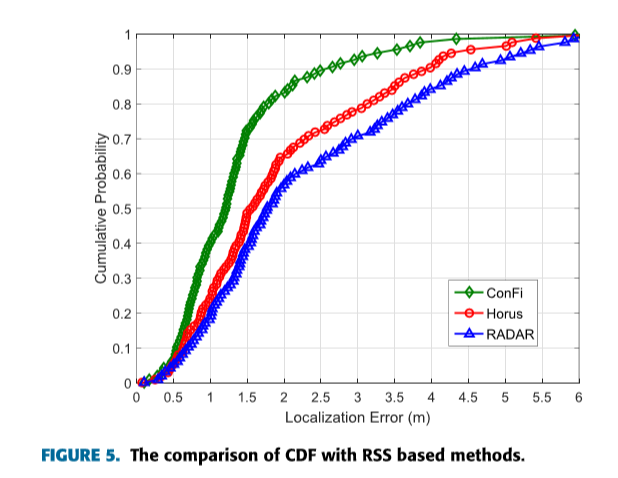 1
0.9
0.8
0.7
0.6
0.5
0.4
0.3
0.2
0.1
0
Cumulative Probability
ConFi
Horus
RADAR
0 0.5 1 1.5 2 2.5 3 3.5 4 4.5 5 5.5 6
Localization Error (m)
FIGURE 5. The comparison of CDF with RSS based methods.